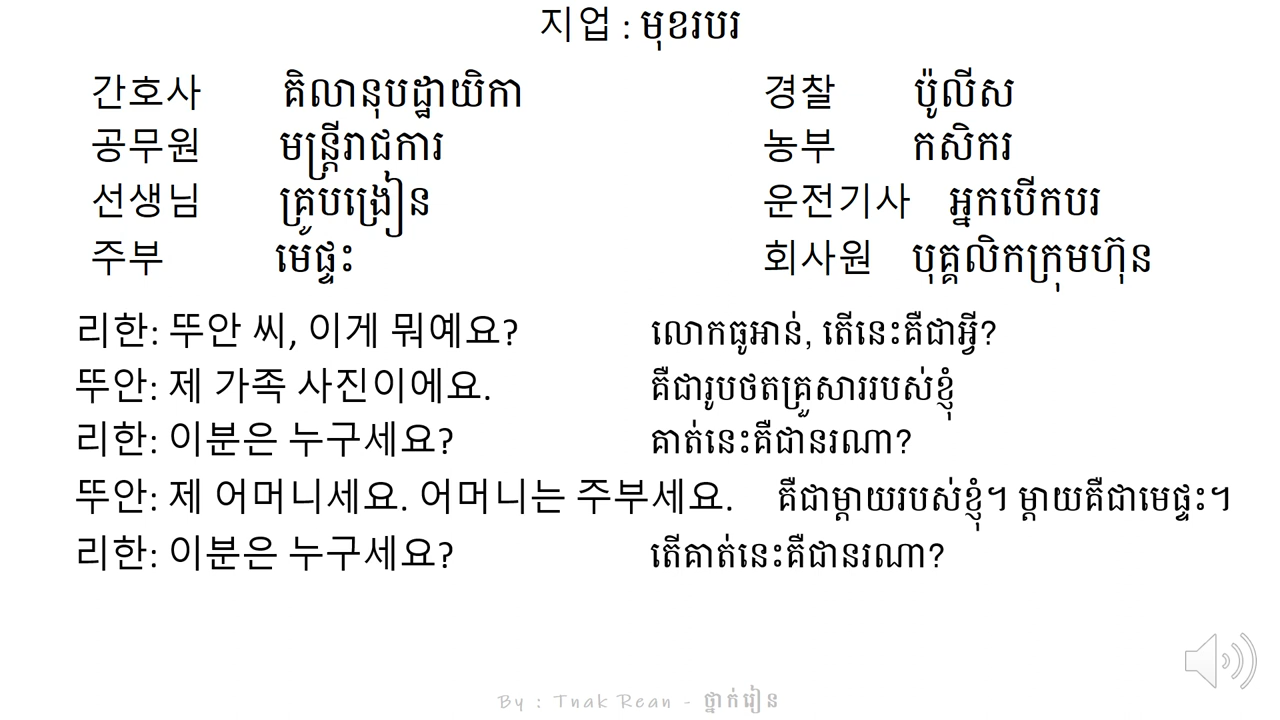 지업 : មុខរបរ
간호사 គិលានុបដ្ឋាយិកា 경찰 ប៉ូលីស
공무원 មន្ត្រីរាជការ 농부 កសិករ
선생님 គ្រូបង្រៀន 운전기사 អ្នកបើកបរ
주부 មេផ្ទះ 회사원 បុគ្គលិកក្រុមហ៊ុន
리한: 뚜안 씨, 이게 뭐예요? លោកធូអាន់, តើនេះគឺជាអ្វី?
뚜안: 제 가족 사진이에요. គឺជារូបថតគ្រួសាររបស់ខ្ញុំ
리한: 이분은 누구세요? គាត់នេះគឺជានរណា?
뚜안: 제 어머니세요. 어머니는 주부세요. គឺជាម្តាយរបស់ខ្ញុំ។ ម្តាយគឺជាមេផ្ទះ។
리한: 이분은 누구세요? តើគាត់នេះគឺជានរណា?
By : Tnak Rean - ថ្នាក់រៀន